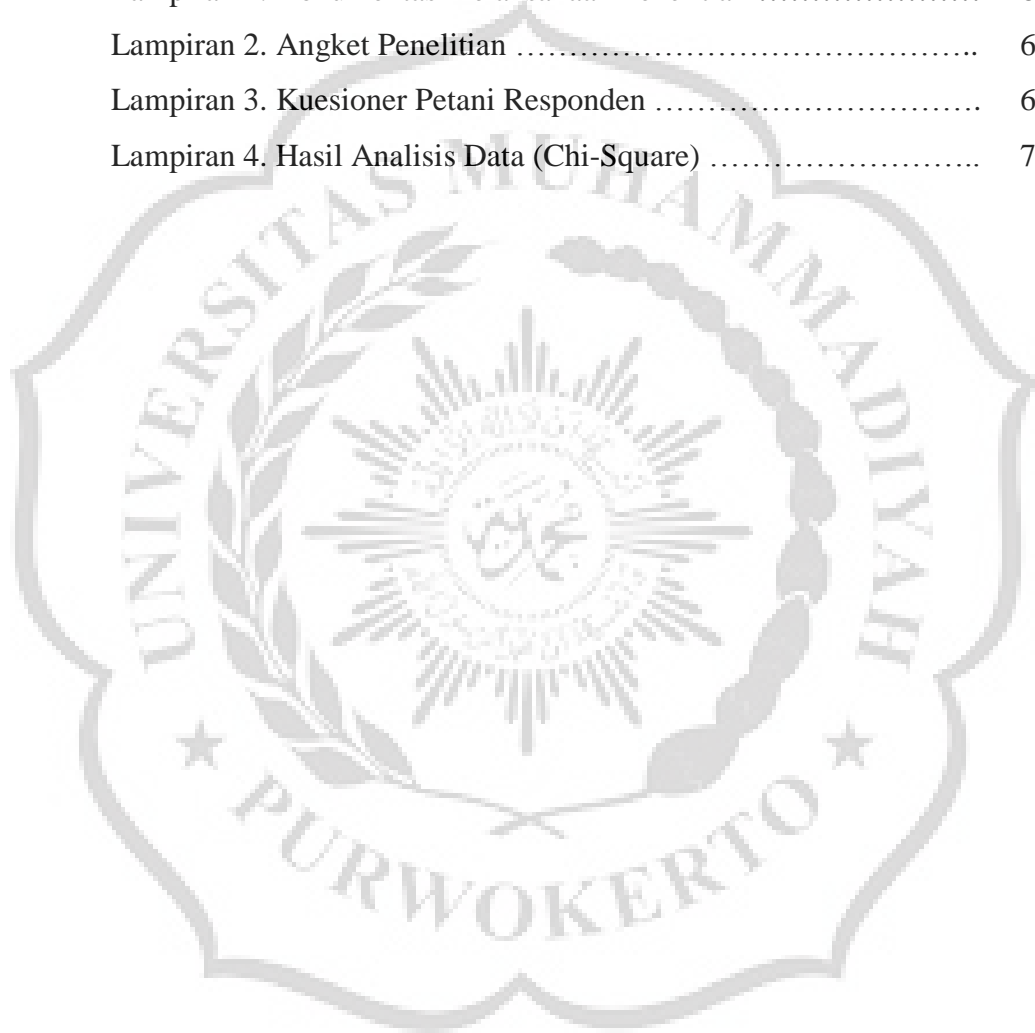 Lampiran 2. Angket Penelitian ……………………………………….. 6
Lampiran 3. Kuesioner Petani Responden …………………………. 6
Lampiran 4. Hasil Analisis Data (Chi-Square) …………………….. 7
UNIVERSITAS MUHAMMADIYAH
PURWOKERTO